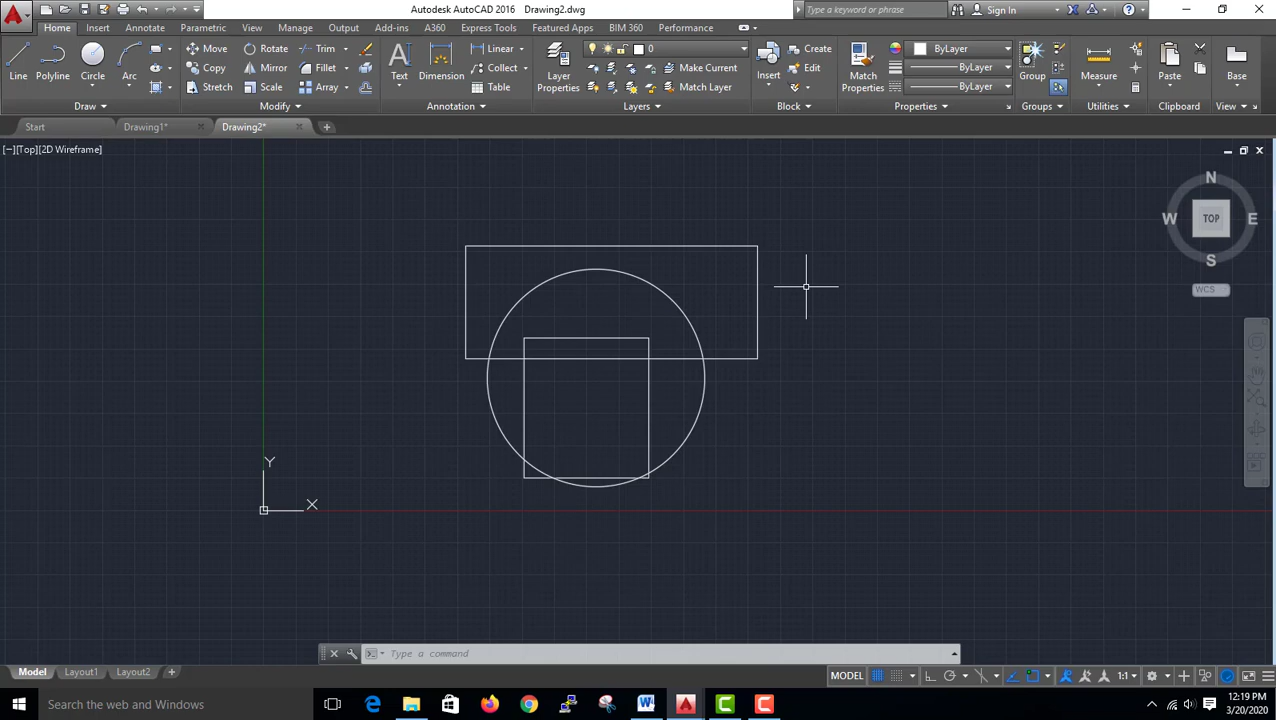 Autodesk AutoCAD 2016 Drawing2.dwg
Type a keyword or phrase
Sign In
Home Insert Annotate Parametric View Manage Output Add-ins A360 Express Tools Featured Apps BIM 360 Performance
Line Polyline Circle Arc
Move Rotate Trim
Copy Mirror Fillet
Stretch Scale Array
Text Dimension
Linear
Collect
Table
Layer Properties
0
Make Current
Match Layer
Insert
Create
Edit
Match Properties
ByLayer
ByLayer
ByLayer
Group
Measure
Paste
Base
Draw Modify Annotation Layers Block Properties Groups Utilities Clipboard View
Start Drawing1* Drawing2*
[−][Top][2D Wireframe]
N
W TOP E
S
WCS
Y
X
Type a command
Model Layout1 Layout2
MODEL 1:1
Search the web and Windows
12:19 PM
3/20/2020